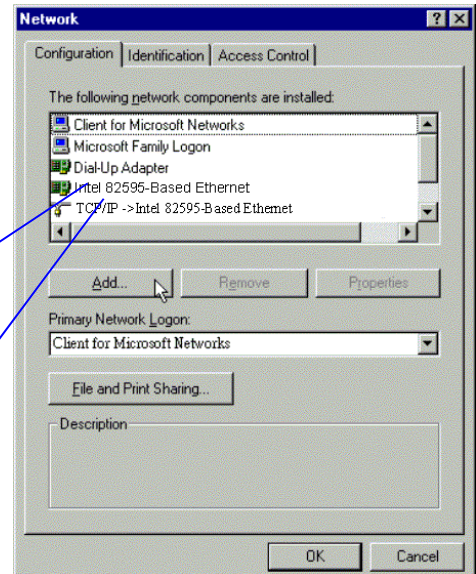 Network
Configuration Identification Access Control
The following network components are installed:
Client for Microsoft Networks
Microsoft Family Logon
Dial-Up Adapter
Intel 82595-Based Ethernet
TCP/IP ->Intel 82595-Based Ethernet
Add... Remove Properties
Primary Network Logon:
Client for Microsoft Networks
File and Print Sharing...
Description
OK Cancel